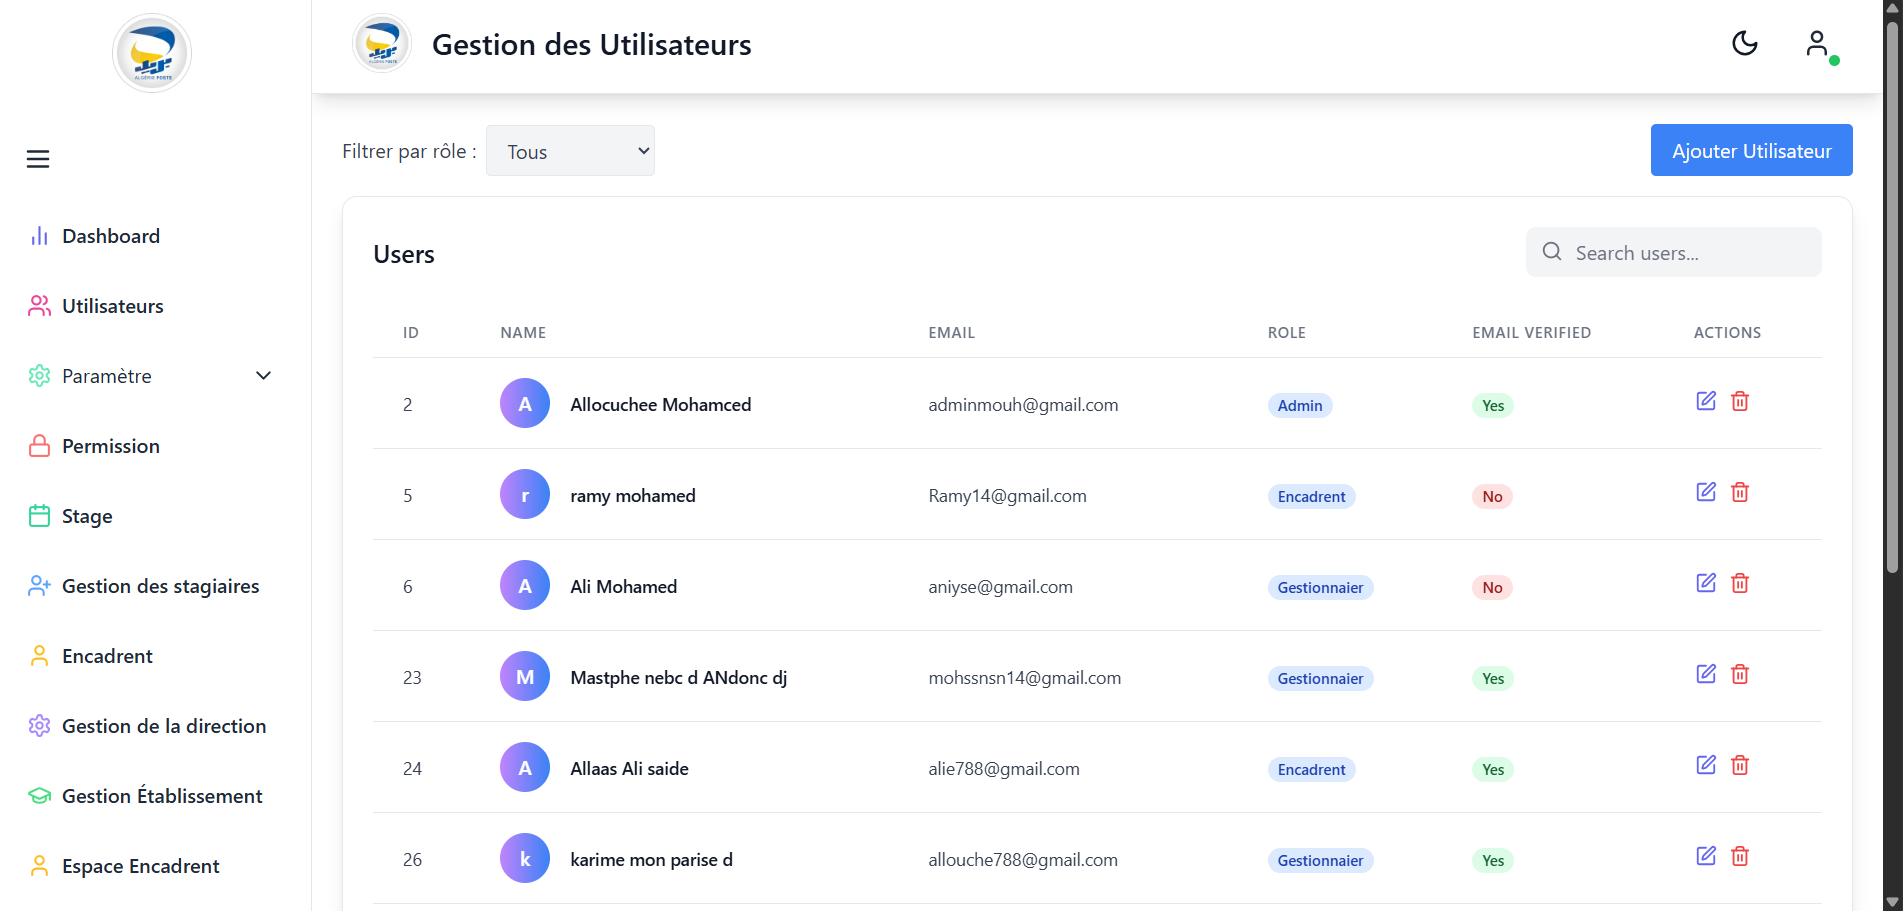 ALGÉRIE POSTE
Dashboard
Utilisateurs
Paramètre
Permission
Stage
Gestion des stagiaires
Encadrent
Gestion de la direction
Gestion Établissement
Espace Encadrent
ALGÉRIE POSTE
Gestion des Utilisateurs
Filtrer par rôle : Tous
Ajouter Utilisateur
Users
Search users...
ID NAME EMAIL ROLE EMAIL VERIFIED ACTIONS
2 A Allocuchee Mohamced adminmouh@gmail.com Admin Yes
5 r ramy mohamed Ramy14@gmail.com Encadrent No
6 A Ali Mohamed aniyse@gmail.com Gestionnaier No
23 M Mastphe nebc d ANdonc dj mohssnsn14@gmail.com Gestionnaier Yes
24 A Allaas Ali saide alie788@gmail.com Encadrent Yes
26 k karime mon parise d allouche788@gmail.com Gestionnaier Yes